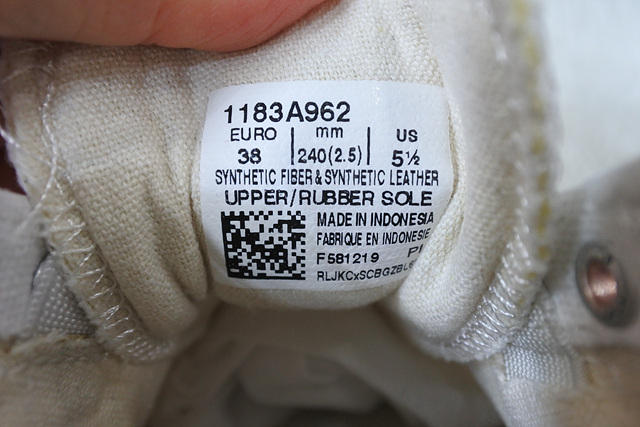 1183A962
EURO mm US
38 240(2.5) 5½
SYNTHETIC FIBER & SYNTHETIC LEATHER
UPPER/RUBBER SOLE
MADE IN INDONESIA
FABRIQUE EN INDONESIE
F581219